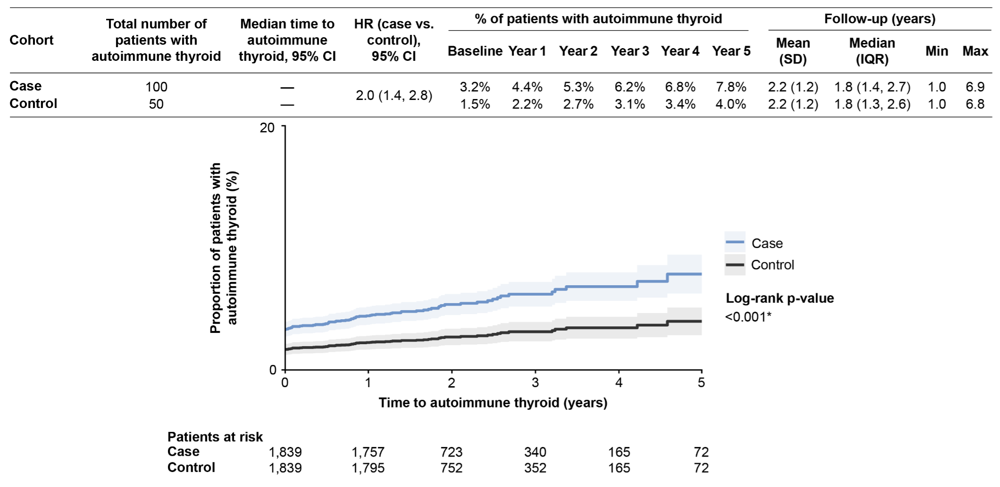 Cohort Total number of patients with autoimmune thyroid Median time to autoimmune thyroid, 95% CI HR (case vs. control), 95% CI % of patients with autoimmune thyroid Follow-up (years)
Baseline Year 1 Year 2 Year 3 Year 4 Year 5 Mean (SD) Median (IQR) Min Max
Case 100 — 2.0 (1.4, 2.8) 3.2% 4.4% 5.3% 6.2% 6.8% 7.8% 2.2 (1.2) 1.8 (1.4, 2.7) 1.0 6.9
Control 50 — 1.5% 2.2% 2.7% 3.1% 3.4% 4.0% 2.2 (1.2) 1.8 (1.3, 2.6) 1.0 6.8
20
Proportion of patients with
autoimmune thyroid (%)
0
0 1 2 3 4 5
Time to autoimmune thyroid (years)
Case
Control
Log-rank p-value
<0.001*
Patients at risk
Case 1,839 1,757 723 340 165 72
Control 1,839 1,795 752 352 165 72